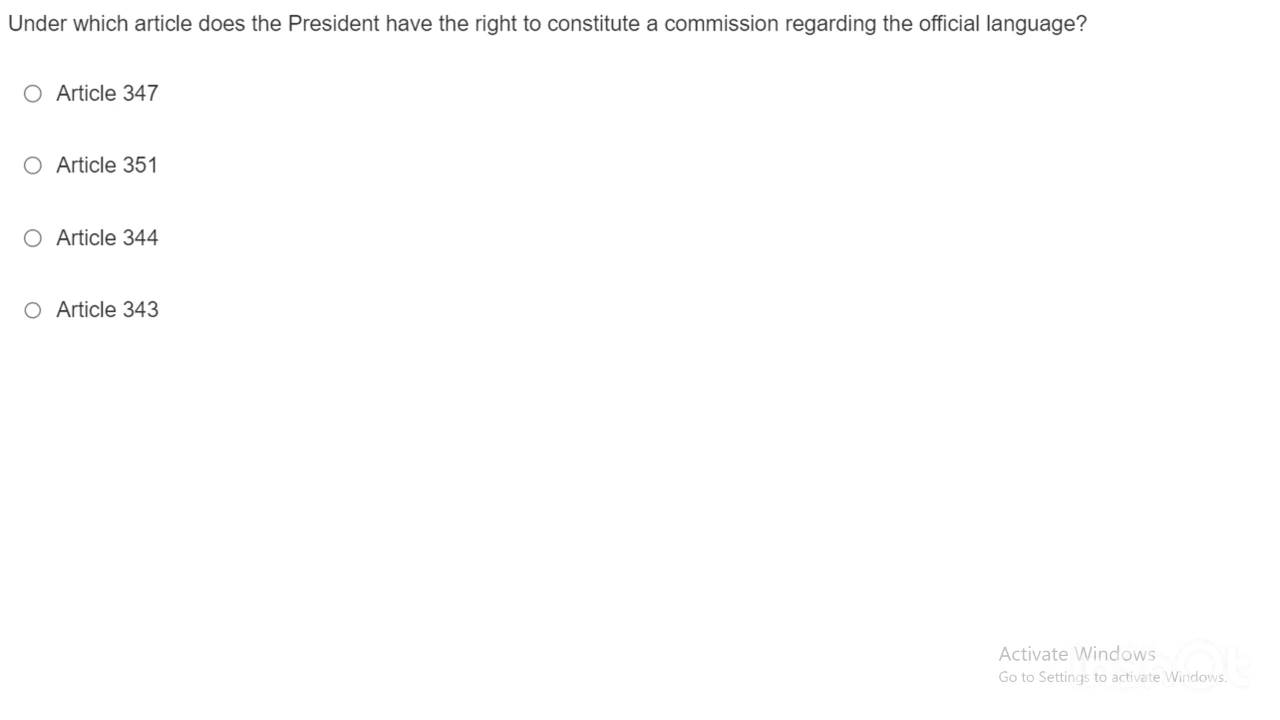 Under which article does the President have the right to constitute a commission regarding the official language?
Article 347
Article 351
Article 344
Article 343
Activate Windows
Go to Settings to activate Windows.